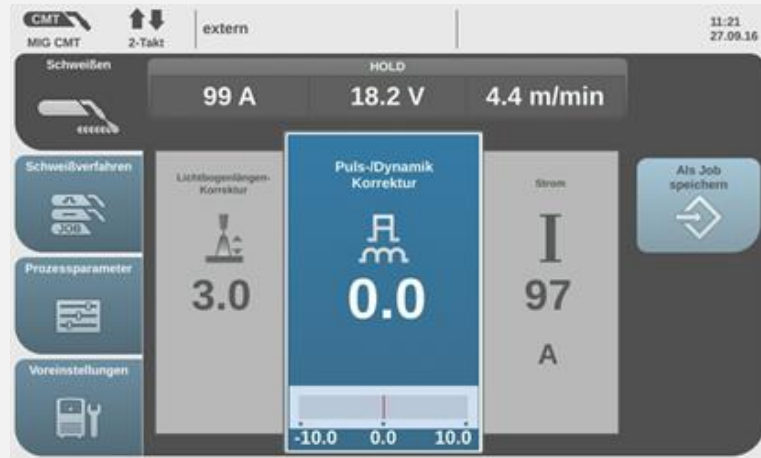 CMT
MIG CMT
2-Takt
extern
11:21
27.09.16
Schweißen
HOLD
99 A
18.2 V
4.4 m/min
Schweißverfahren
JOB
Prozessparameter
Voreinstellungen
Lichtbogenlängen-
Korrektur
3.0
Puls-/Dynamik
Korrektur
0.0
-10.0
0.0
10.0
Strom
I
97
A
Als Job
speichern